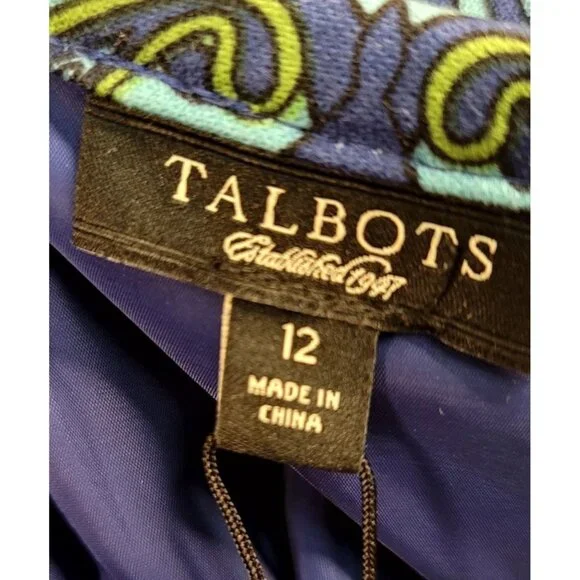 TALBOTS
Established 1947
12
MADE IN
CHINA